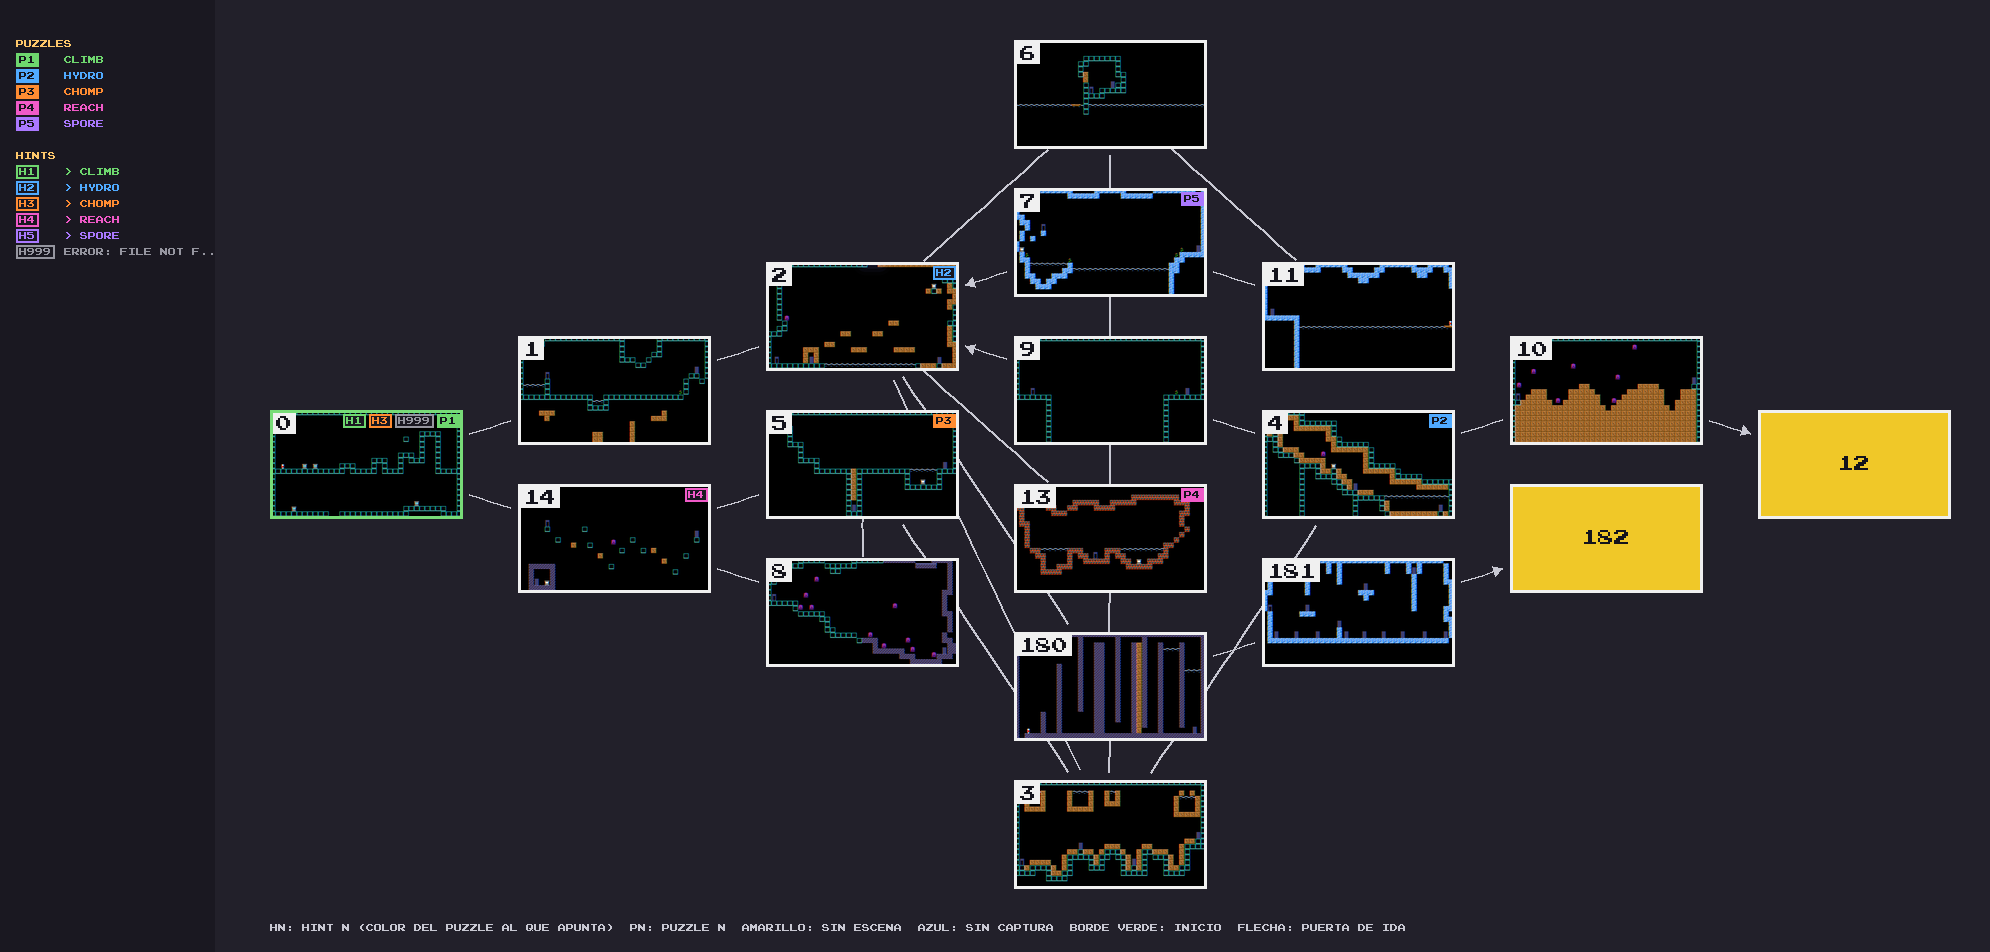 PUZZLES
P1 CLIMB
P2 HYDRO
P3 CHOMP
P4 REACH
P5 SPORE
HINTS
H1 > CLIMB
H2 > HYDRO
H3 > CHOMP
H4 > REACH
H5 > SPORE
H999 ERROR: FILE NOT F..
6
7 P5
2 H2
11
1
9
10
0 H1 H3 H999 P1
5 P3
4 P2
12
14 H4
13 P4
182
8
181
180
3
HN: HINT N (COLOR DEL PUZZLE AL QUE APUNTA) PN: PUZZLE N AMARILLO: SIN ESCENA AZUL: SIN CAPTURA BORDE VERDE: INICIO FLECHA: PUERTA DE IDA